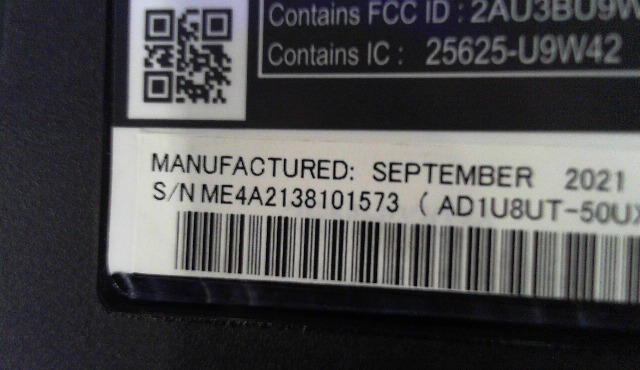 Contains FCC ID : 2AU3BU9W
Contains IC : 25625-U9W42
MANUFACTURED: SEPTEMBER 2021
S/N ME4A2138101573 ( AD1U8UT-50UX